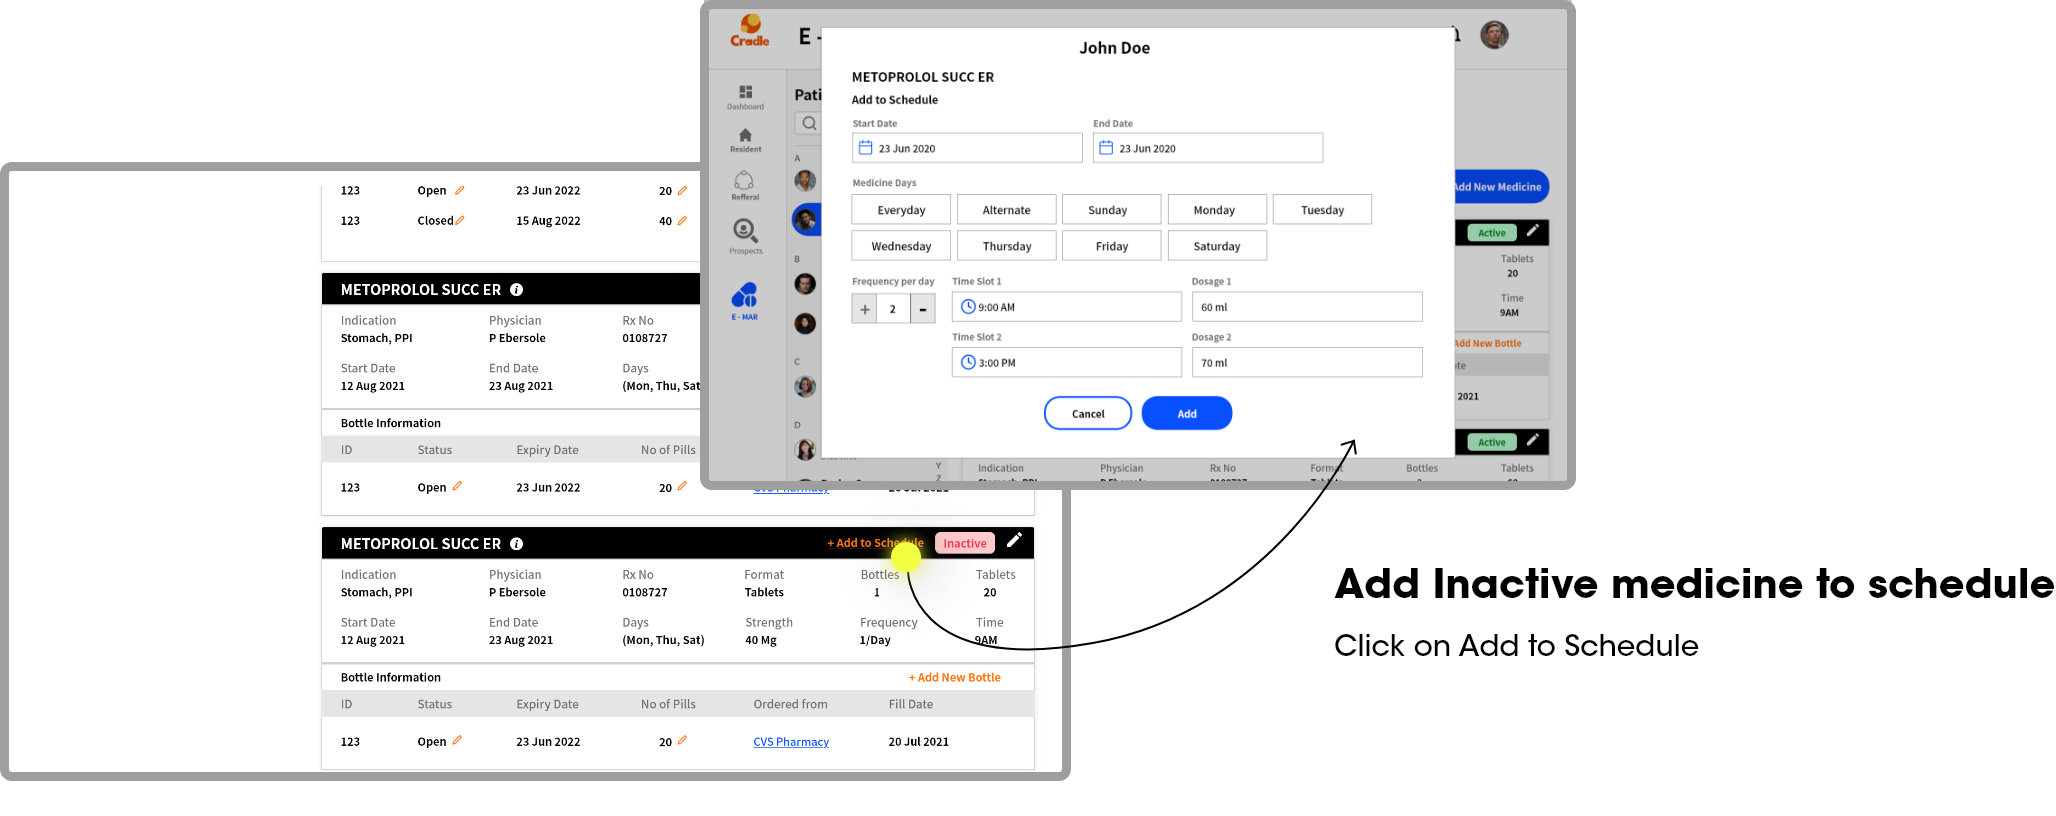 Cradle
E -
John Doe
METOPROLOL SUCC ER
Add to Schedule
Start Date End Date
23 Jun 2020 23 Jun 2020
Medicine Days
Everyday Alternate Sunday Monday Tuesday
Wednesday Thursday Friday Saturday
Frequency per day Time Slot 1 Dosage 1
+ 2 - 9:00 AM 60 ml
Time Slot 2 Dosage 2
3:00 PM 70 ml
Cancel Add
Dashboard
Resident
Refferal
Prospects
E - MAR
Pati
A
B
C
D
Y
Z
Add New Medicine
Active
Tablets
20
Time
9AM
Add New Bottle
2021
Active
Indication Physician Rx No Format Bottles Tablets
123 Open 23 Jun 2022 20
123 Closed 15 Aug 2022 40
METOPROLOL SUCC ER
Indication Physician Rx No
Stomach, PPI P Ebersole 0108727
Start Date End Date Days
12 Aug 2021 23 Aug 2021 (Mon, Thu, Sat
Bottle Information
ID Status Expiry Date No of Pills
123 Open 23 Jun 2022 20 CVS Pharmacy 20 Jul 2021
METOPROLOL SUCC ER + Add to Schedule Inactive
Indication Physician Rx No Format Bottles Tablets
Stomach, PPI P Ebersole 0108727 Tablets 1 20
Start Date End Date Days Strength Frequency Time
12 Aug 2021 23 Aug 2021 (Mon, Thu, Sat) 40 Mg 1/Day 9AM
Bottle Information + Add New Bottle
ID Status Expiry Date No of Pills Ordered from Fill Date
123 Open 23 Jun 2022 20 CVS Pharmacy 20 Jul 2021
Add Inactive medicine to schedule
Click on Add to Schedule